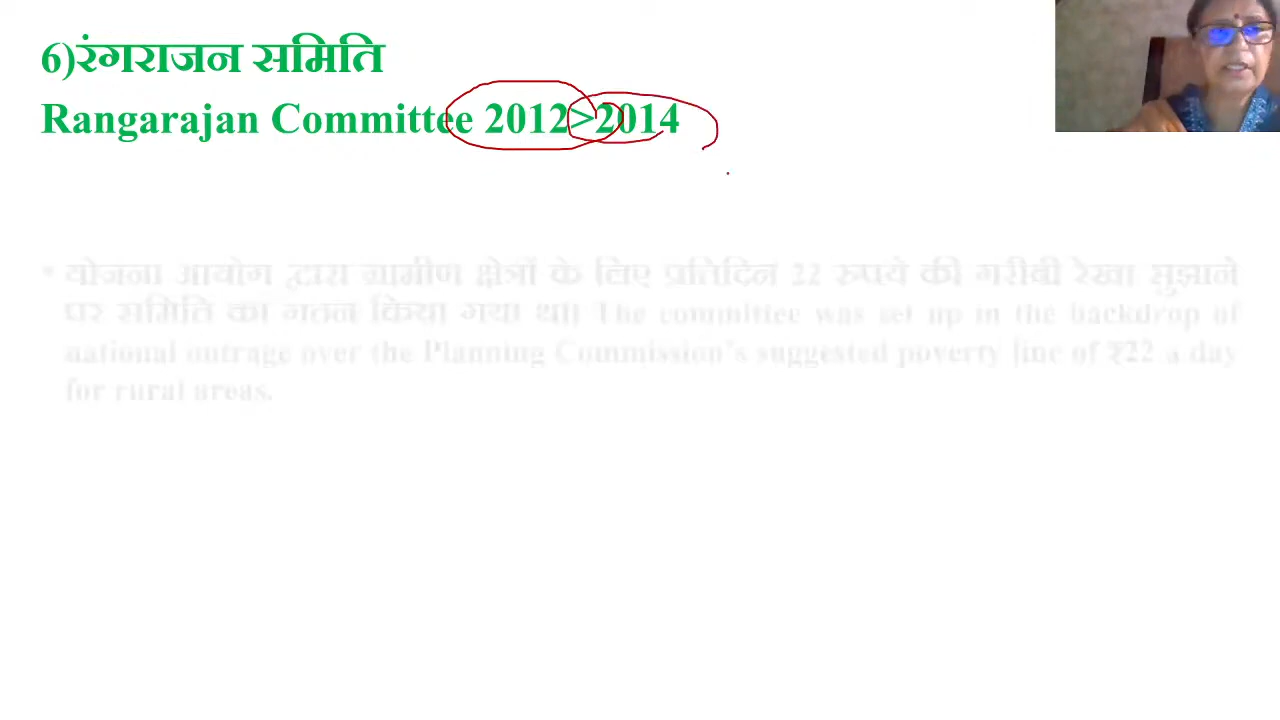 6)रंगराजन समिति
Rangarajan Committee 2012>2014
• योजना आयोग द्वारा ग्रामीण क्षेत्रों के लिए प्रतिदिन 22 रुपये की गरीबी रेखा सुझाने
पर समिति का गठन किया गया था। The committee was set up in the backdrop of
national outrage over the Planning Commission's suggested poverty line of ₹22 a day
for rural areas.